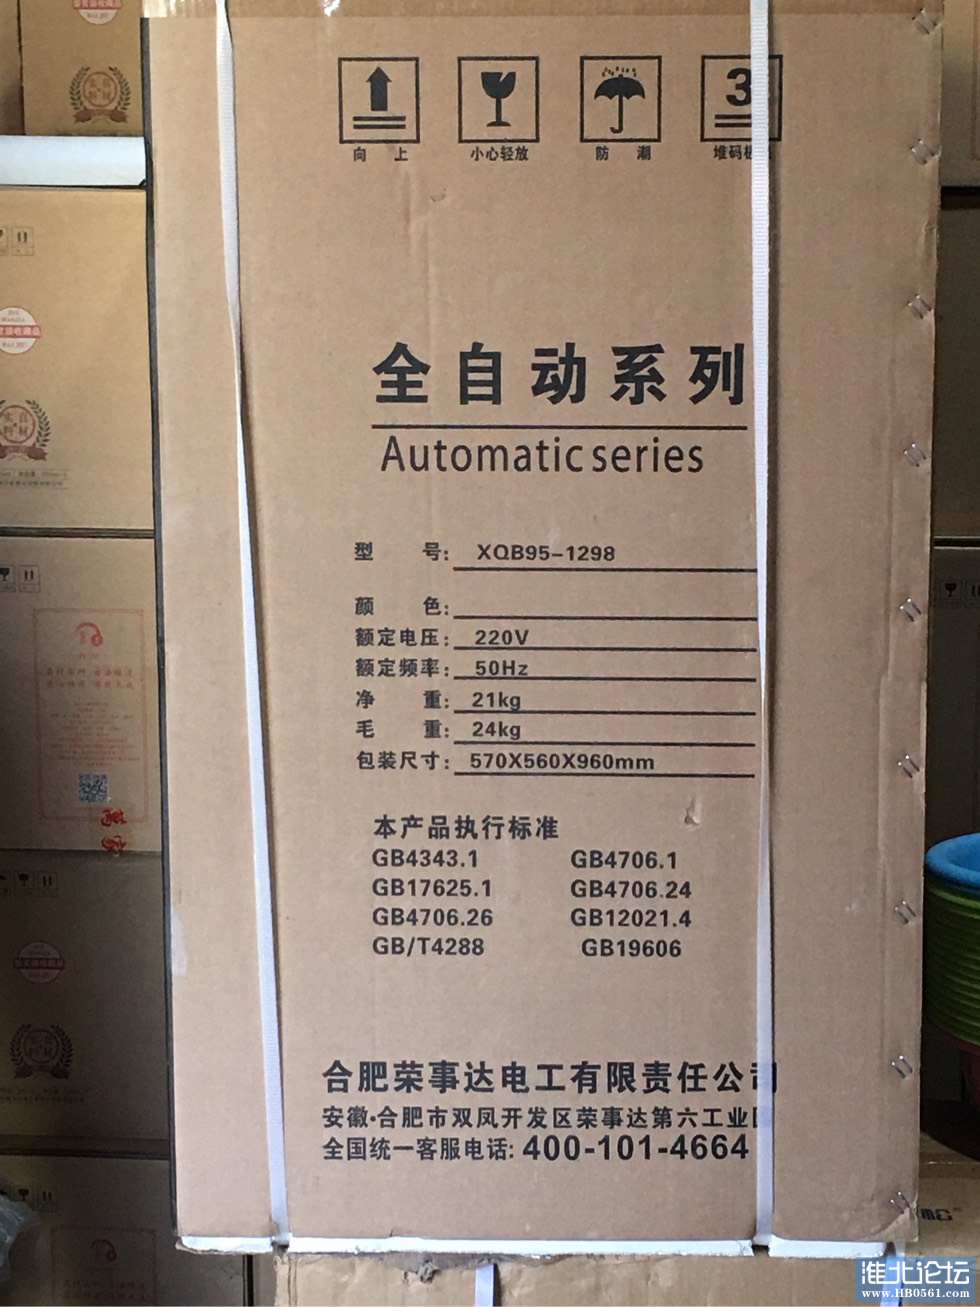 3
向 上
小心轻放
防 潮
堆码
全自动系列
Automatic series
型 号: XQB95-1298
颜 色:
额定电压: 220V
额定频率: 50Hz
净 重: 21kg
毛 重: 24kg
包装尺寸: 570X560X960mm
本产品执行标准
GB4343.1 GB4706.1
GB17625.1 GB4706.24
GB4706.26 GB12021.4
GB/T4288 GB19606
合肥荣事达电工有限责任公司
安徽·合肥市双凤开发区荣事达第六工业
全国统一客服电话: 400-101-4664
淮北论坛
www.HB0561.com